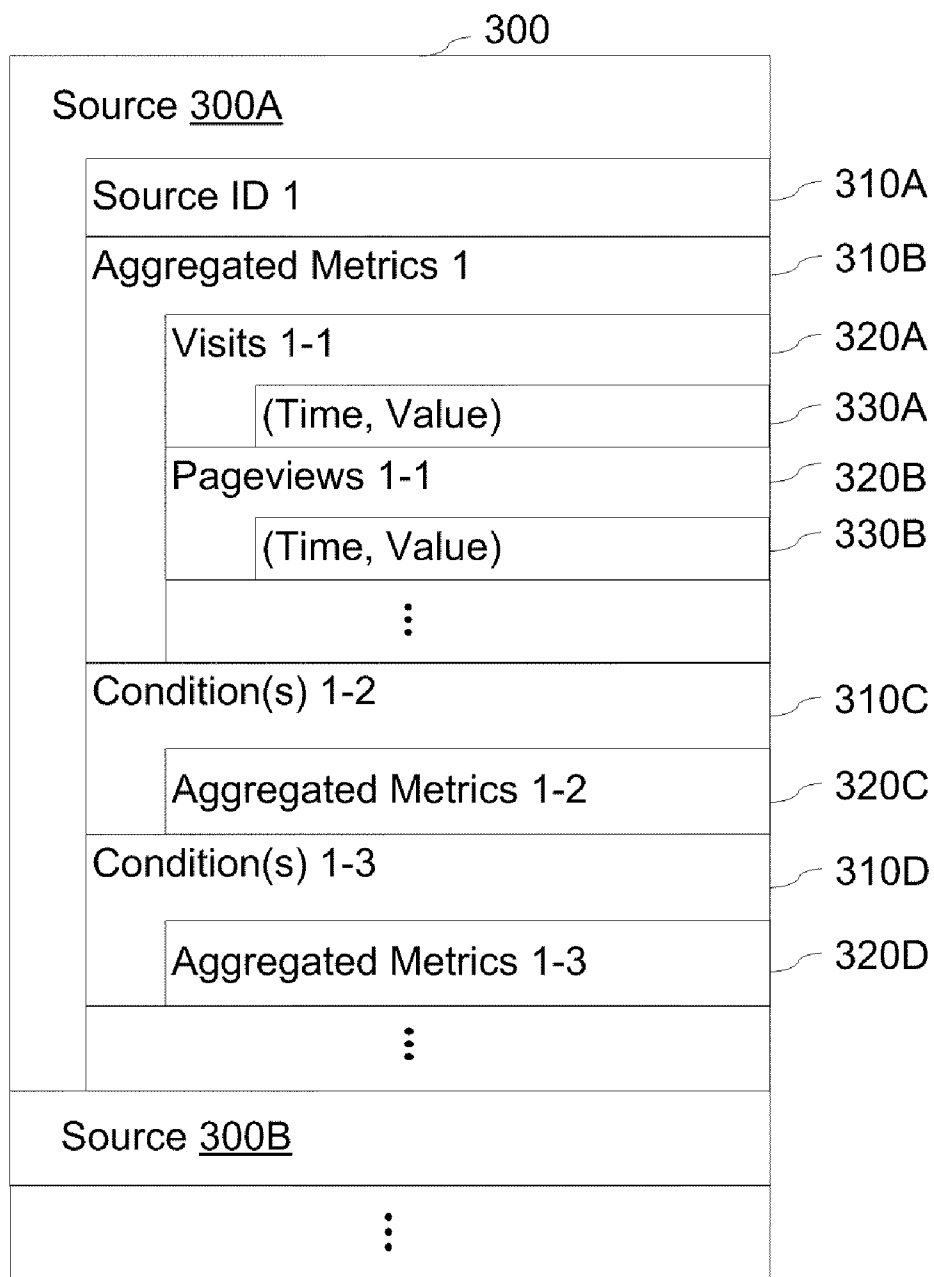 300
Source 300A
Source ID 1 310A
Aggregated Metrics 1 310B
Visits 1-1 320A
(Time, Value) 330A
Pageviews 1-1 320B
(Time, Value) 330B
Condition(s) 1-2 310C
Aggregated Metrics 1-2 320C
Condition(s) 1-3 310D
Aggregated Metrics 1-3 320D
Source 300B